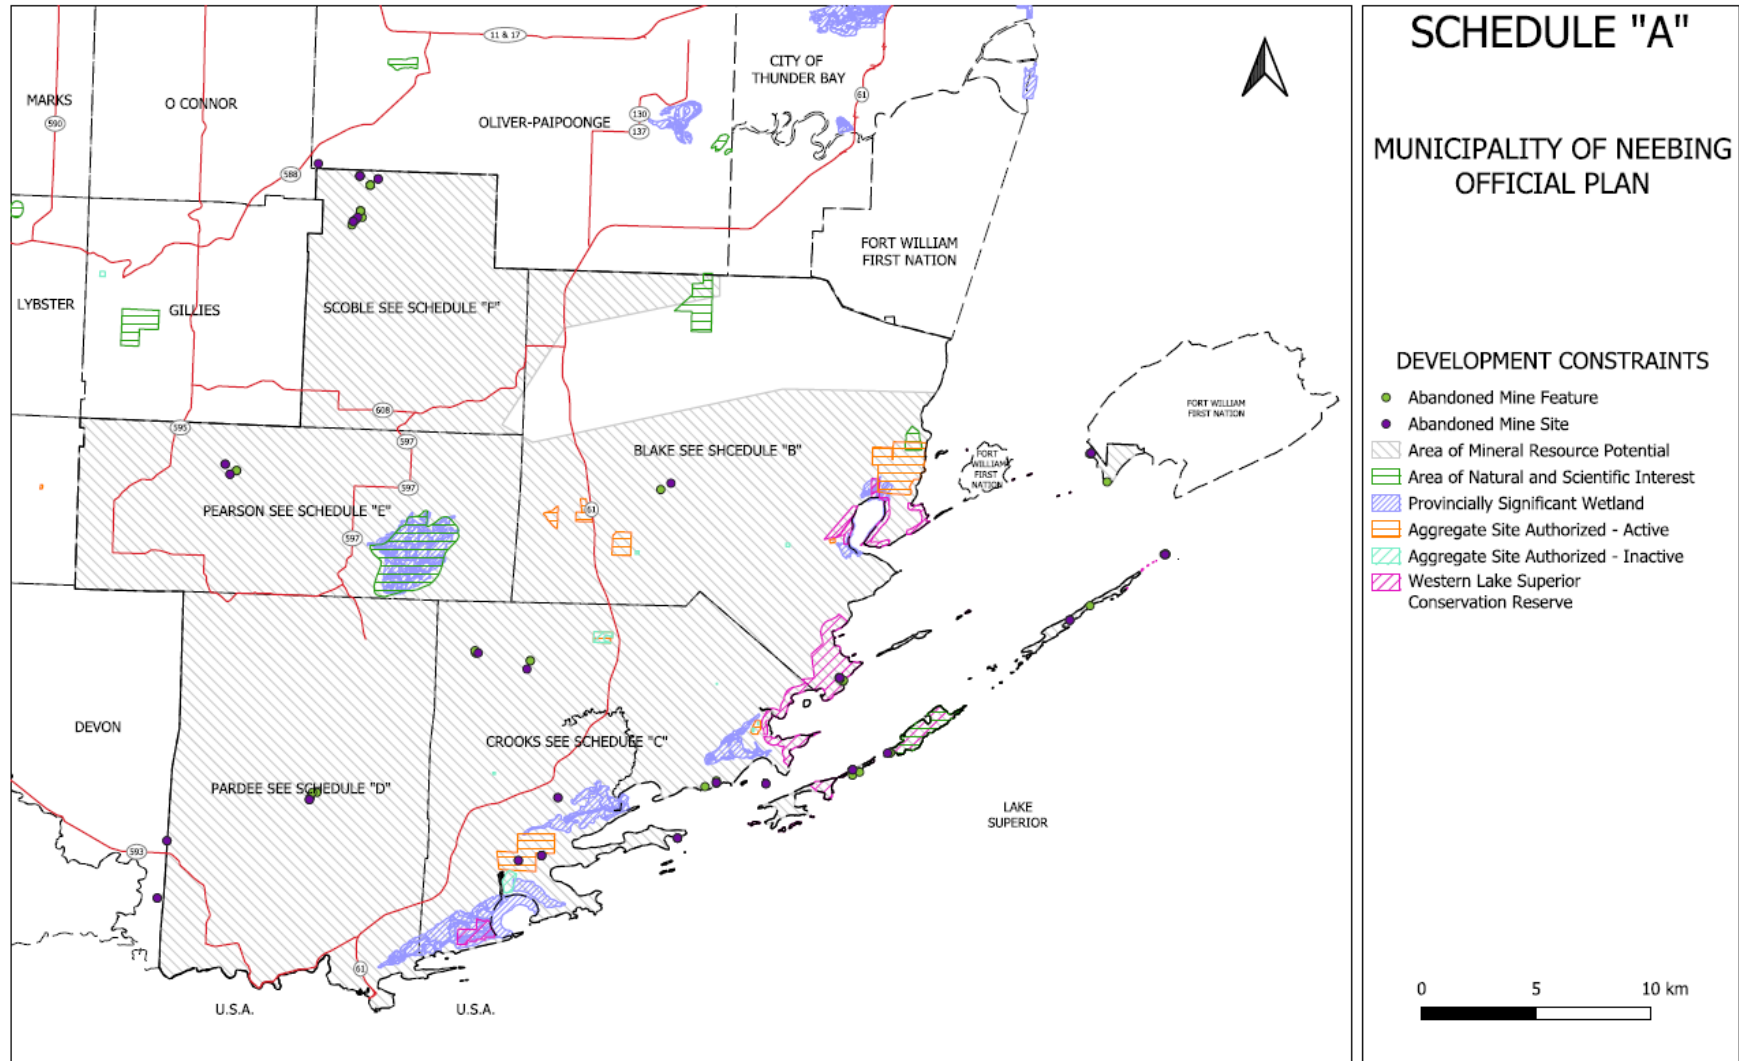 SCHEDULE "A"
MUNICIPALITY OF NEEBING
OFFICIAL PLAN
DEVELOPMENT CONSTRAINTS
Abandoned Mine Feature
Abandoned Mine Site
Area of Mineral Resource Potential
Area of Natural and Scientific Interest
Provincially Significant Wetland
Aggregate Site Authorized - Active
Aggregate Site Authorized - Inactive
Western Lake Superior
Conservation Reserve
0 5 10 km
11 & 17
CITY OF
THUNDER BAY
MARKS
O CONNOR
590
OLIVER-PAIPOONGE
130
137
61
588
FORT WILLIAM
FIRST NATION
LYBSTER
GILLIES
SCOBLE SEE SCHEDULE "F"
608
595
597
FORT WILLIAM
FIRST NATION
BLAKE SEE SHCEDULE "B"
FORT
WILLIAM
FIRST
NATION
597
PEARSON SEE SCHEDULE "E"
61
597
DEVON
CROOKS SEE SCHEDULE "C"
PARDEE SEE SCHEDULE "D"
LAKE
SUPERIOR
593
61
U.S.A.
U.S.A.